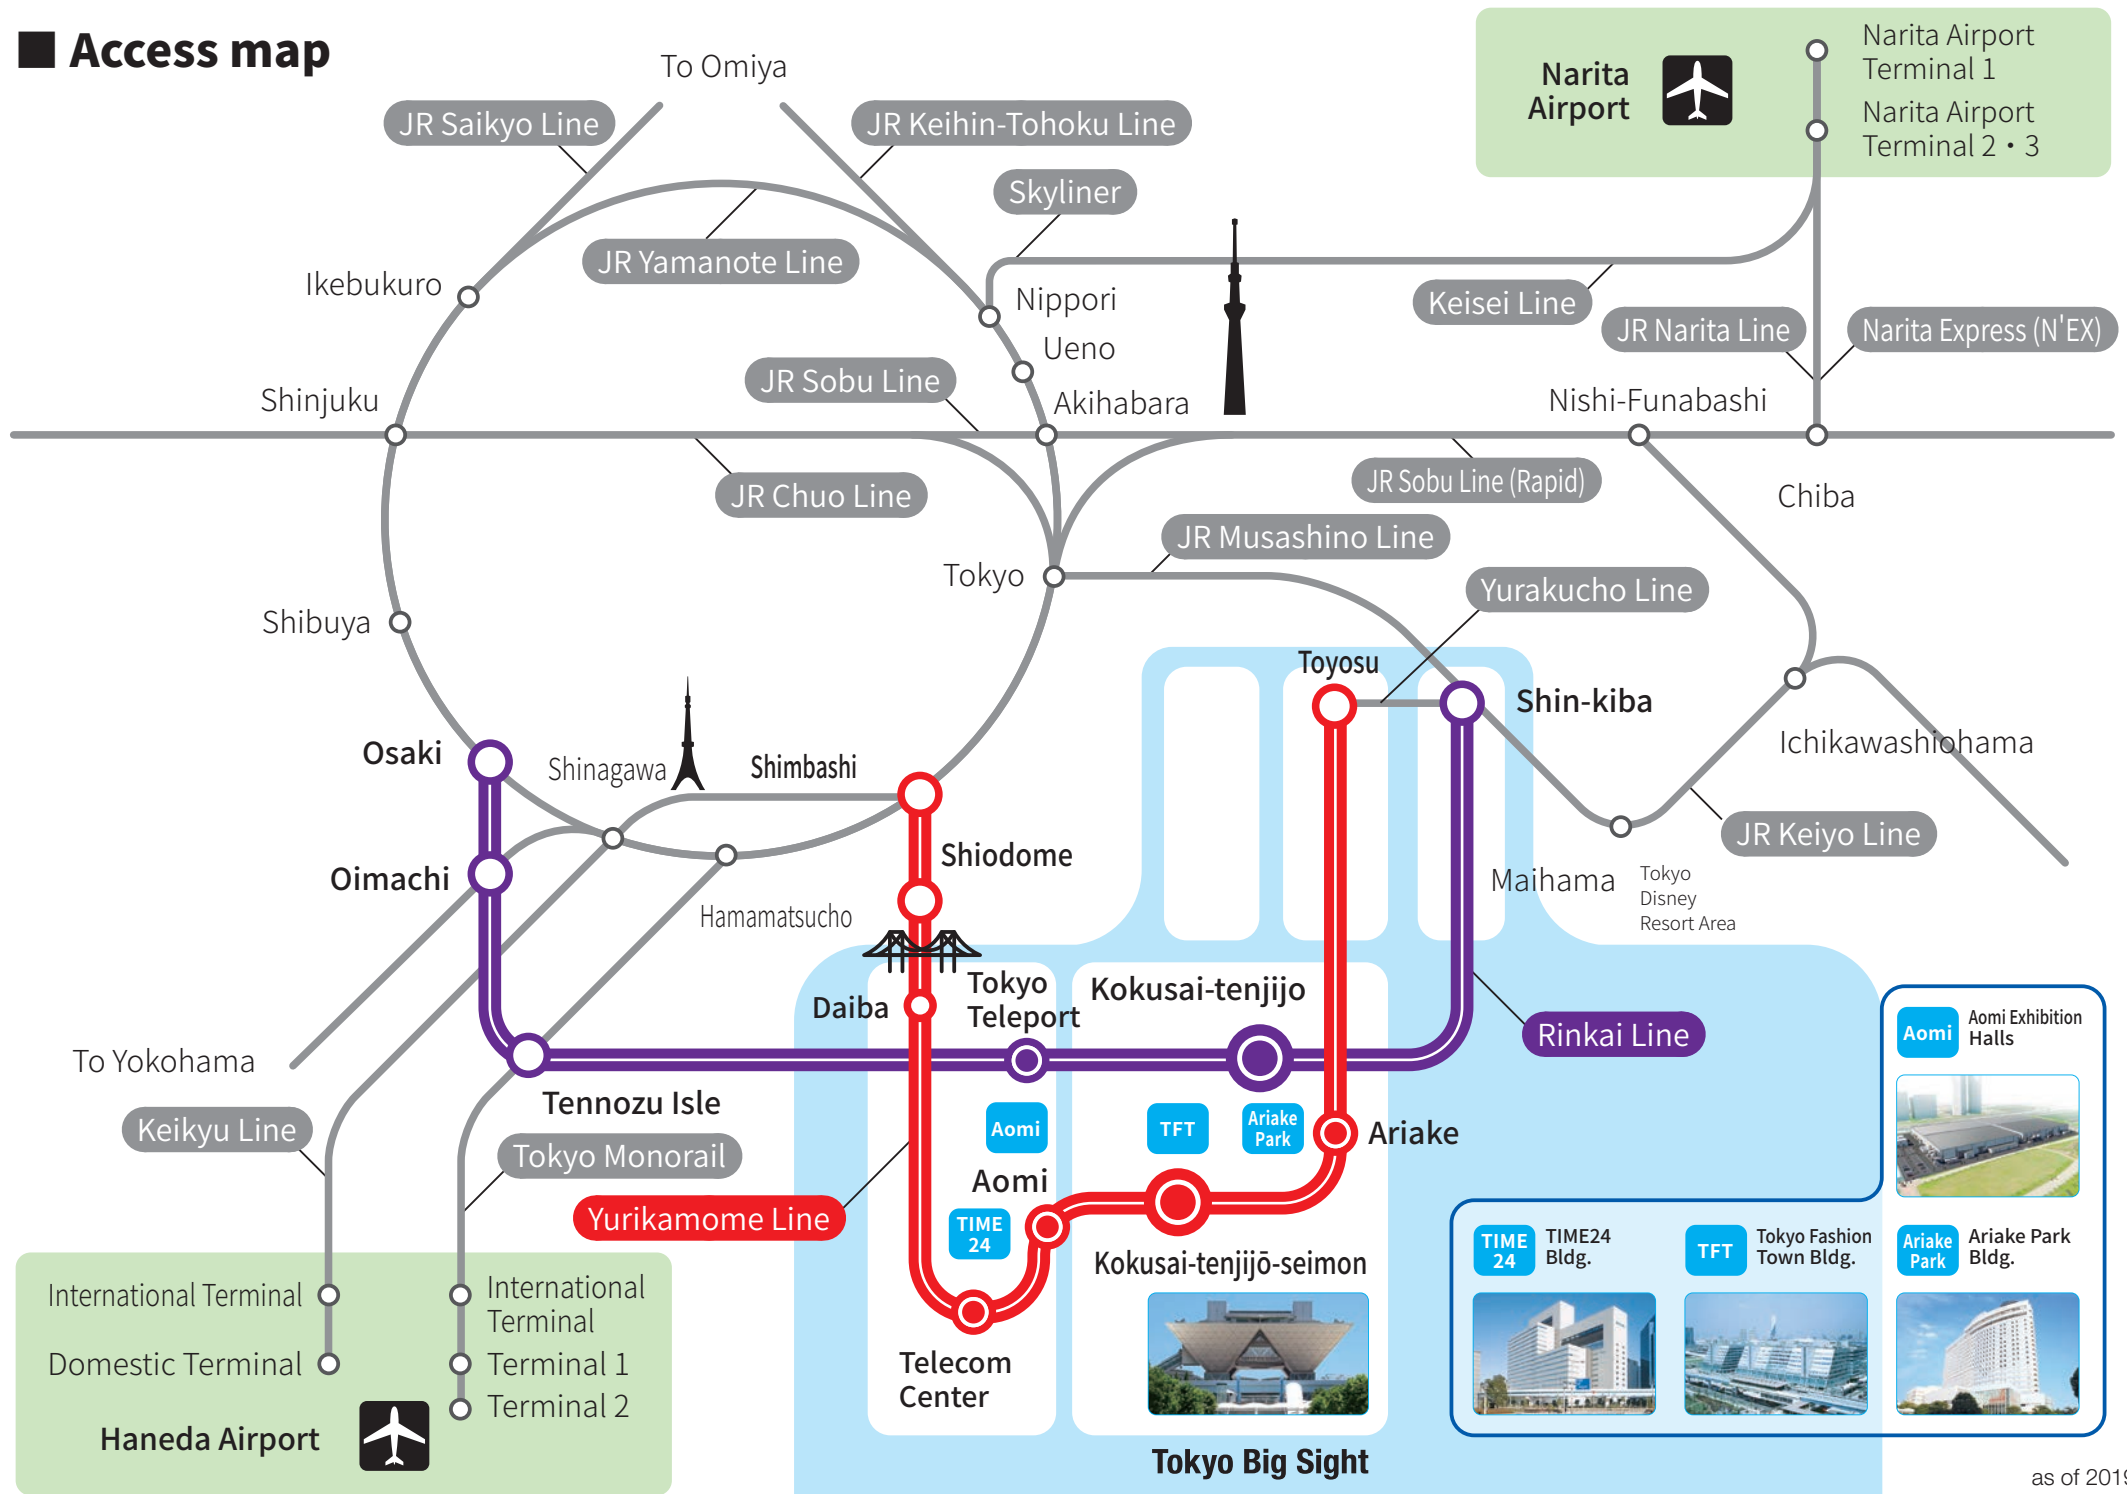 ■ Access map
To Omiya
JR Saikyo Line
JR Keihin-Tohoku Line
Skyliner
JR Yamanote Line
Narita
Airport
Narita Airport
Terminal 1
Narita Airport
Terminal 2・3
Ikebukuro
Nippori
Keisei Line
Ueno
JR Narita Line
Narita Express (N'EX)
JR Sobu Line
Shinjuku
Akihabara
Nishi-Funabashi
JR Chuo Line
JR Sobu Line (Rapid)
Chiba
JR Musashino Line
Tokyo
Yurakucho Line
Shibuya
Toyosu
Shin-kiba
Osaki
Shinagawa
Shimbashi
Ichikawashiohama
JR Keiyo Line
Shiodome
Oimachi
Hamamatsucho
Maihama
Tokyo
Disney
Resort Area
Daiba
Tokyo
Teleport
Kokusai-tenjijo
Rinkai Line
To Yokohama
Tennozu Isle
Keikyu Line
Tokyo Monorail
Aomi
TFT
Ariake
Park
Ariake
Aomi
TIME
24
Yurikamome Line
Kokusai-tenjijō-seimon
Telecom
Center
Tokyo Big Sight
International Terminal
Domestic Terminal
International
Terminal
Terminal 1
Terminal 2
Haneda Airport
Aomi
Aomi Exhibition
Halls
TIME
24
TIME24
Bldg.
TFT
Tokyo Fashion
Town Bldg.
Ariake
Park
Ariake Park
Bldg.
as of 2019